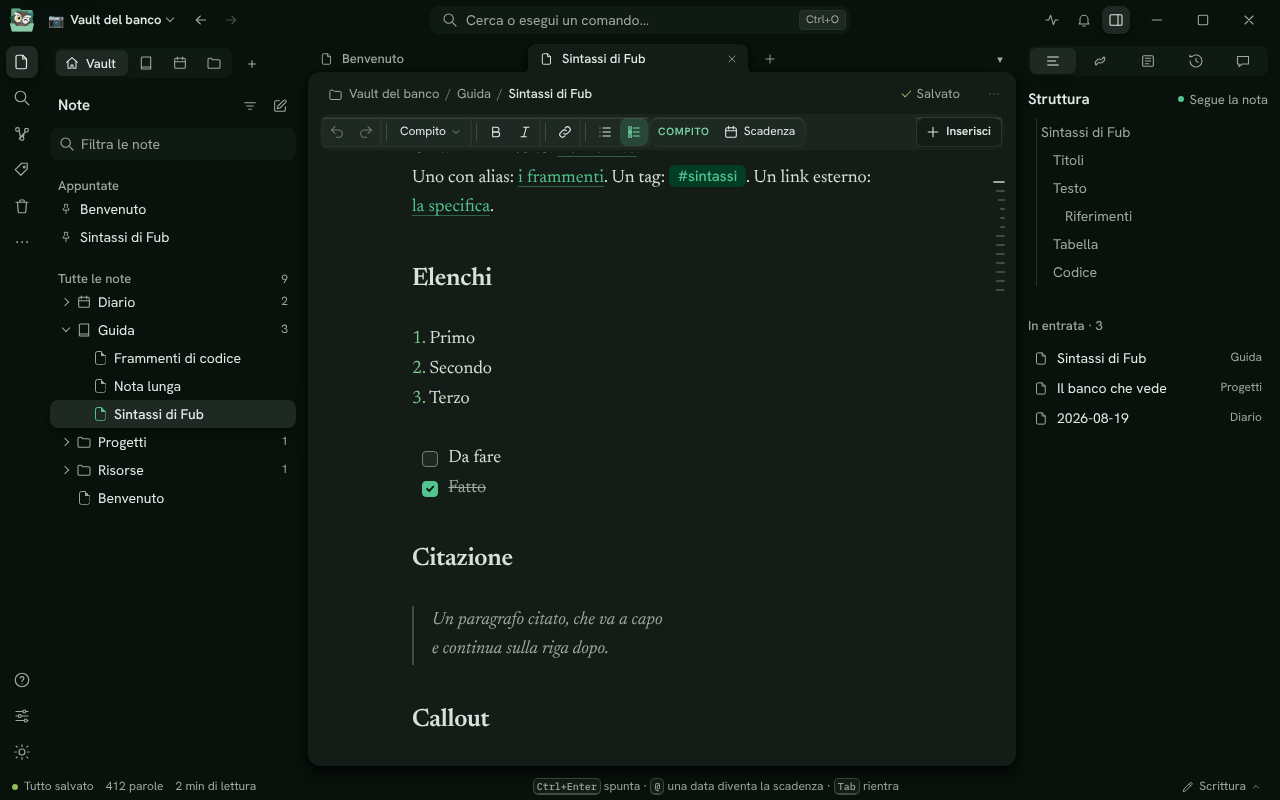 Vault del banco
Cerca o esegui un comando...
Ctrl+O
Vault
Benvenuto
Sintassi di Fub
Note
Filtra le note
Appuntate
Benvenuto
Sintassi di Fub
Tutte le note 9
Diario 2
Guida 3
Frammenti di codice
Nota lunga
Sintassi di Fub
Progetti 1
Risorse 1
Benvenuto
Vault del banco / Guida / Sintassi di Fub
Salvato
Compito
B I
COMPITO
Scadenza
Inserisci
Uno con alias: i frammenti. Un tag: #sintassi. Un link esterno:
la specifica.
Elenchi
1. Primo
2. Secondo
3. Terzo
Da fare
Fatto
Citazione
Un paragrafo citato, che va a capo
e continua sulla riga dopo.
Callout
Struttura
Segue la nota
Sintassi di Fub
Titoli
Testo
Riferimenti
Tabella
Codice
In entrata · 3
Sintassi di Fub Guida
Il banco che vede Progetti
2026-08-19 Diario
Tutto salvato 412 parole 2 min di lettura
Ctrl+Enter spunta · @ una data diventa la scadenza · Tab rientra
Scrittura